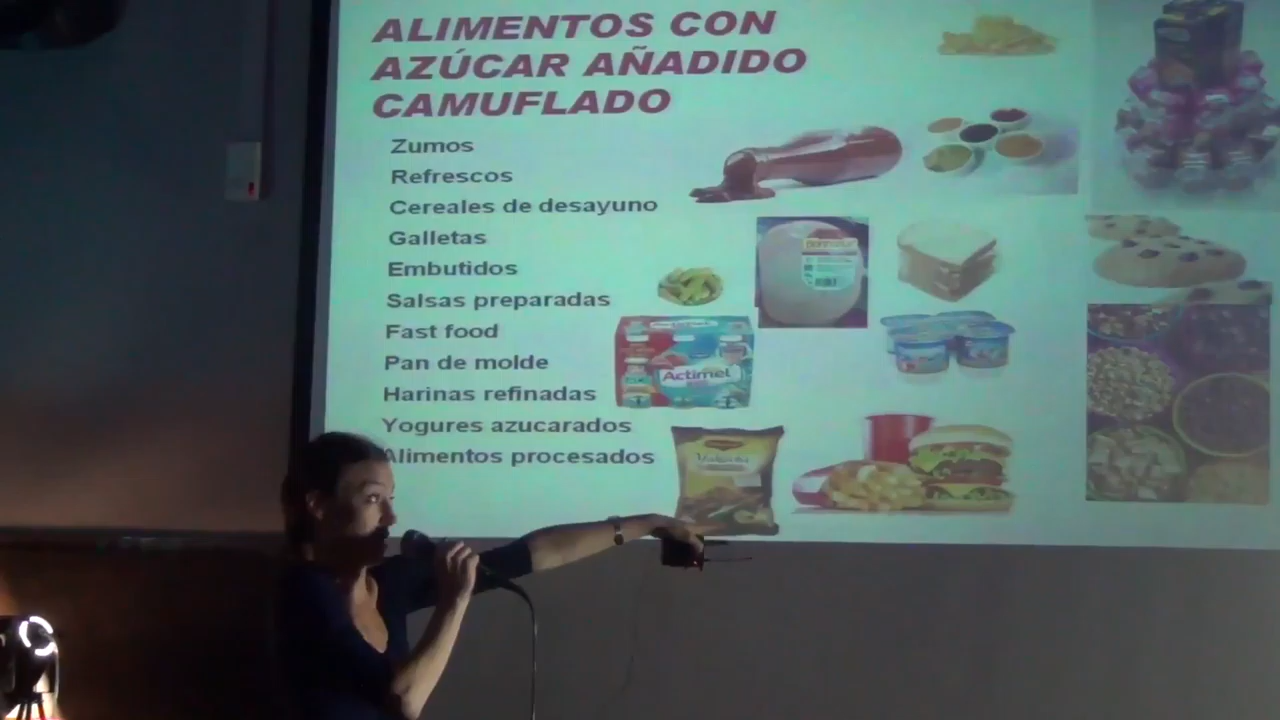 ALIMENTOS CON
AZÚCAR AÑADIDO
CAMUFLADO
Zumos
Refrescos
Cereales de desayuno
Galletas
Embutidos
Salsas preparadas
Fast food
Pan de molde
Harinas refinadas
Yogures azucarados
Alimentos procesados
Actimel